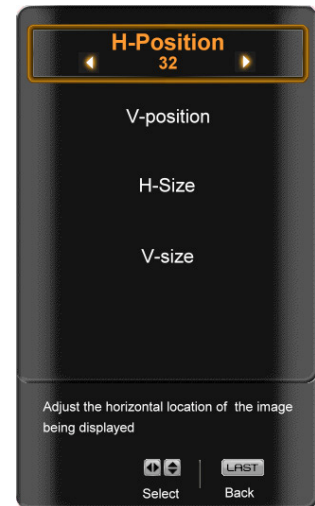 H-Position
32
V-position
H-Size
V-size
Adjust the horizontal location of the image
being displayed
LAST
Select Back